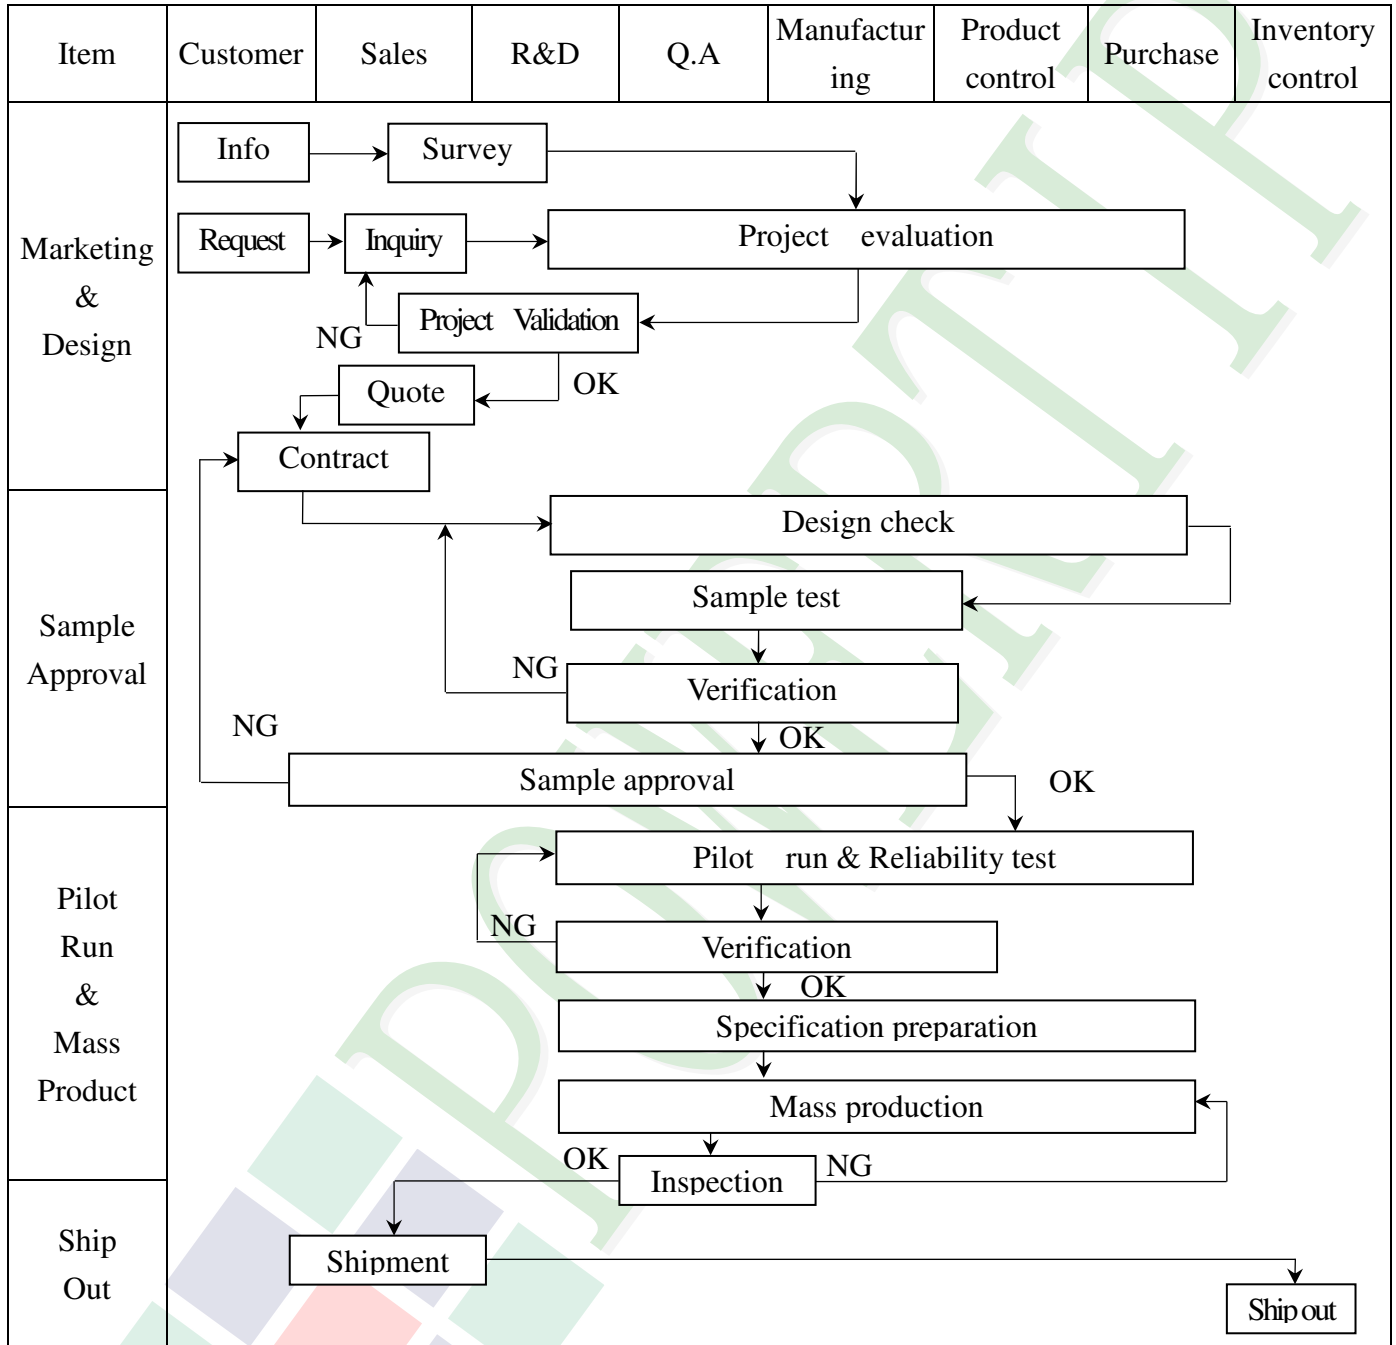 Item
Customer
Sales
R&D
Q.A
Manufactur
ing
Product
control
Purchase
Inventory
control
Marketing
&
Design
Info
Survey
Request
Inquiry
Project evaluation
NG
Project Validation
Quote
OK
Contract
Sample
Approval
Design check
Sample test
NG
Verification
NG
OK
Sample approval
OK
Pilot
Run
&
Mass
Product
Pilot run & Reliability test
NG
Verification
OK
Specification preparation
Mass production
OK
Inspection
NG
Ship
Out
Shipment
Ship out
POWERTIP